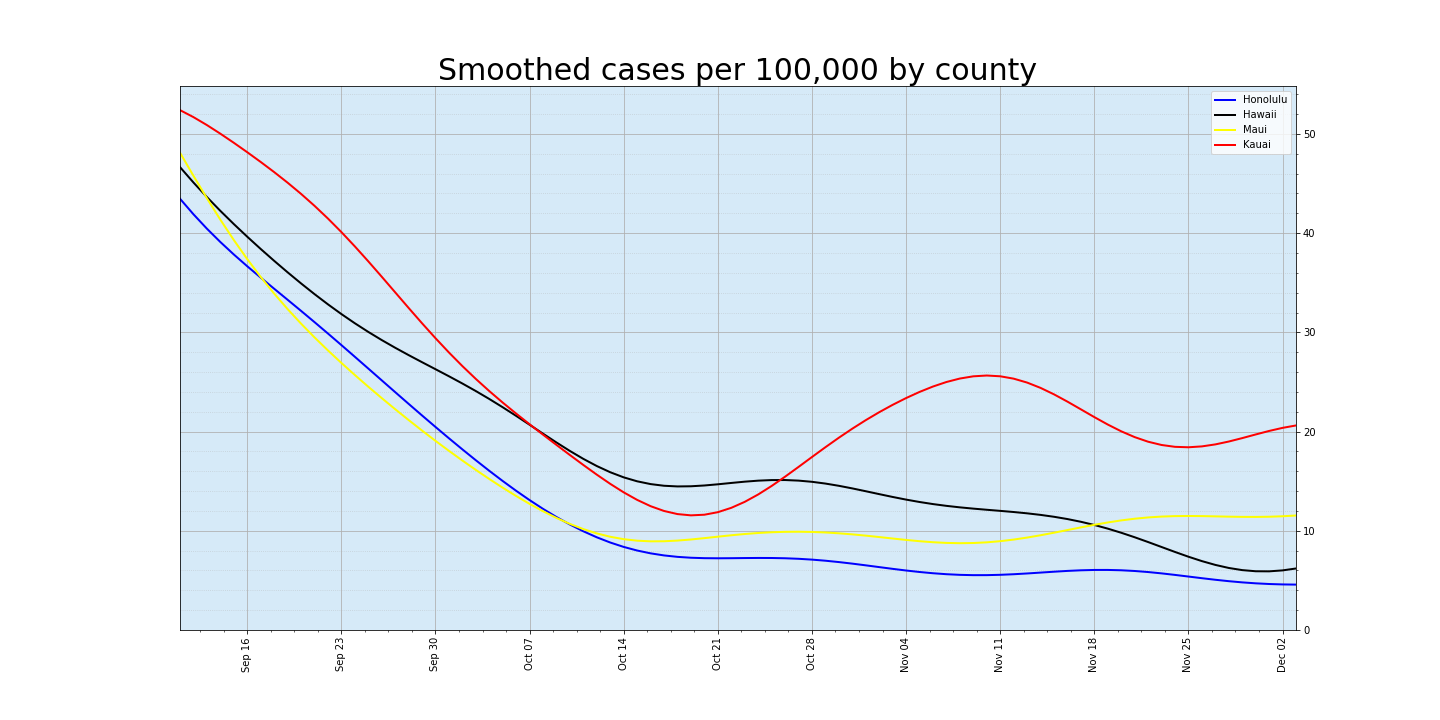 Smoothed cases per 100,000 by county
Honolulu
Hawaii
Maui
Kauai
50
40
30
20
10
0
Sep 16
Sep 23
Sep 30
Oct 07
Oct 14
Oct 21
Oct 28
Nov 04
Nov 11
Nov 18
Nov 25
Dec 02